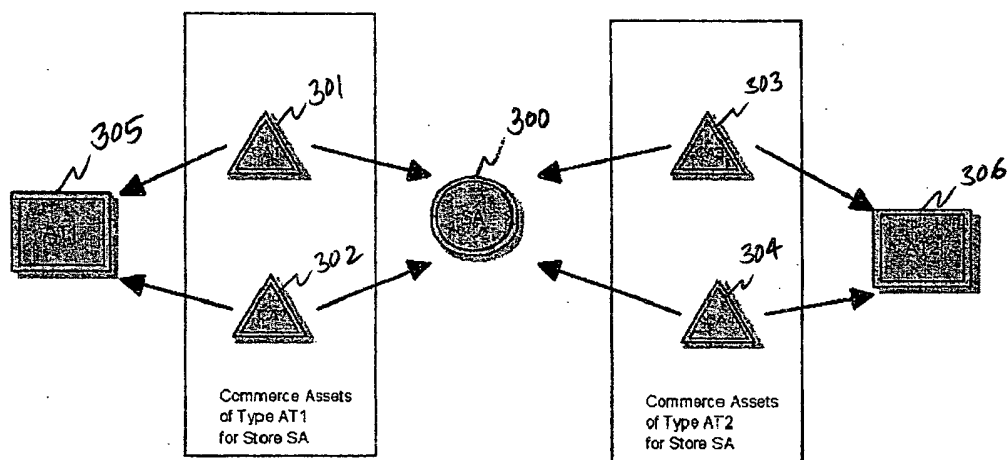 301
303
305
300
306
SA
302
304
Commerce Assets
of Type AT1
for Store SA
Commerce Assets
of Type AT2
for Store SA